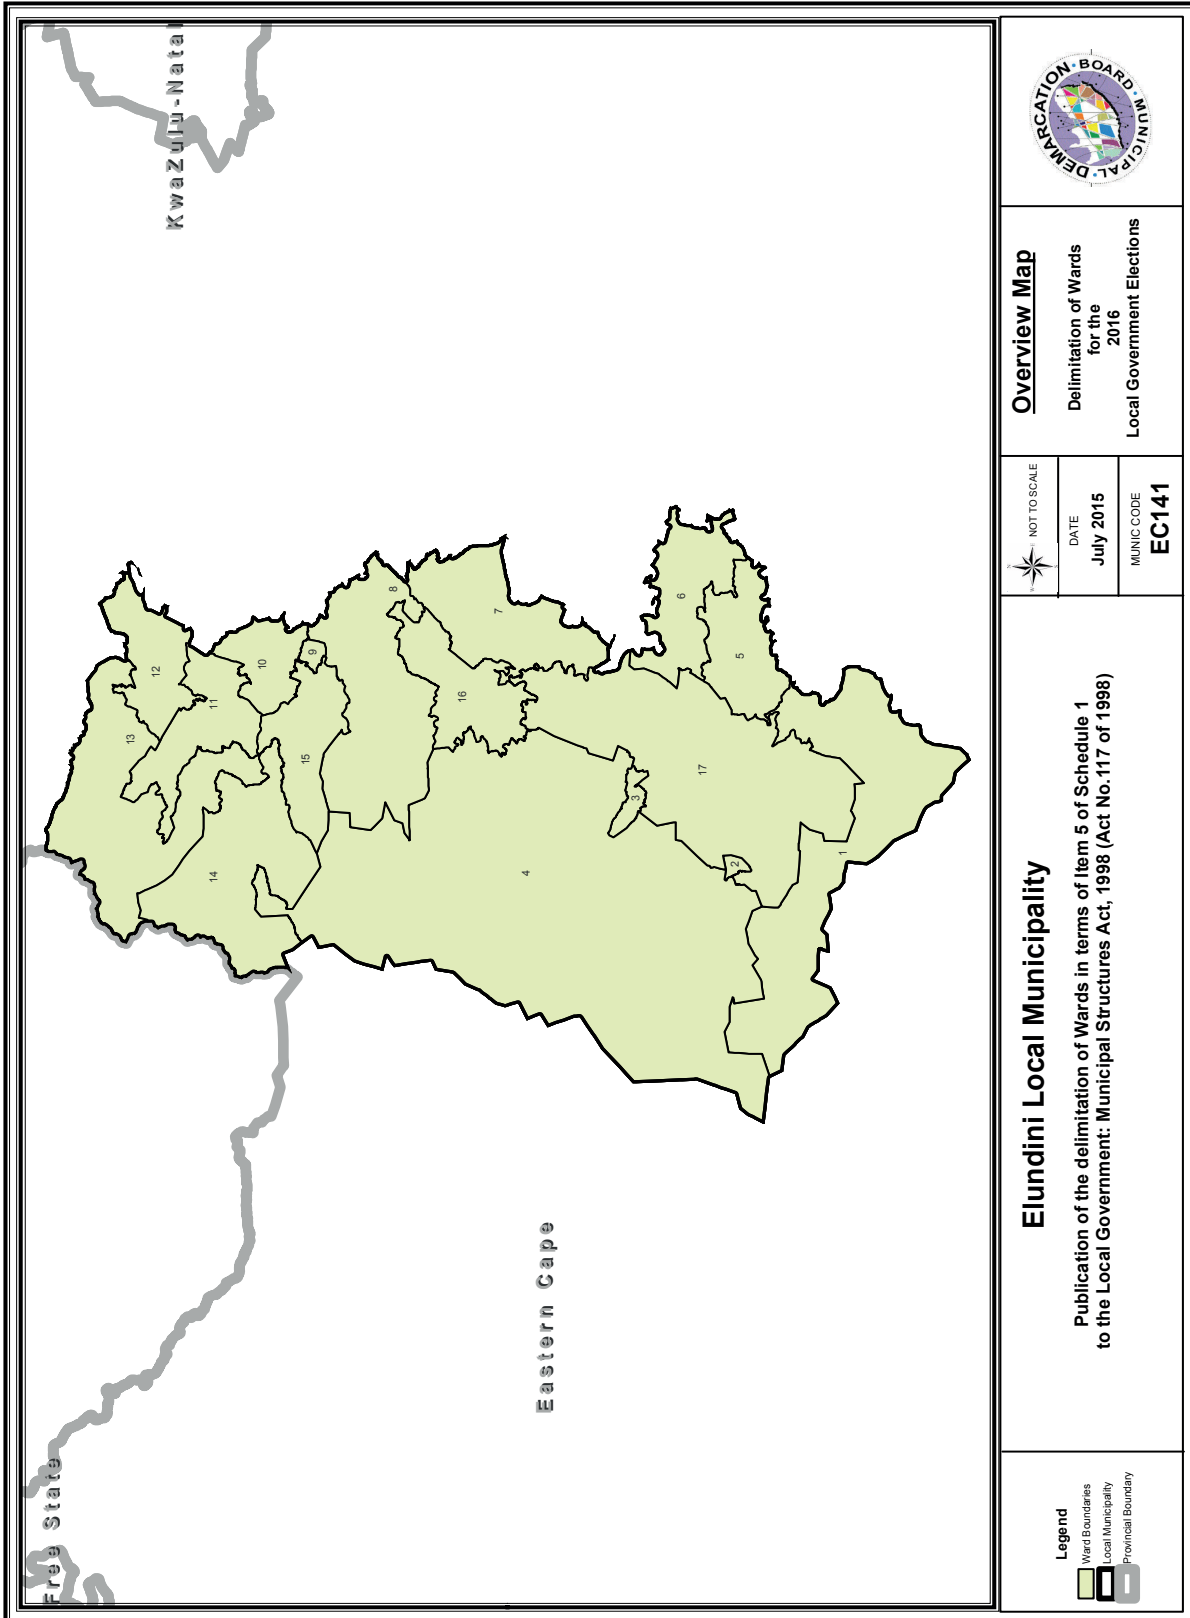 Free State
KwaZulu-Natal
Eastern Cape
13
12
11
10
14
15
9
8
7
16
4
6
5
3
17
2
1
Legend
Ward Boundaries
Local Municipality
Provincial Boundary
Elundini Local Municipality
Publication of the delimitation of Wards in terms of Item 5 of Schedule 1
to the Local Government: Municipal Structures Act, 1998 (Act No.117 of 1998)
N
W
S
NOT TO SCALE
DATE
July 2015
MUNIC CODE
EC141
Overview Map
Delimitation of Wards
for the
2016
Local Government Elections
MUNICIPAL • DEMARCATION • BOARD •